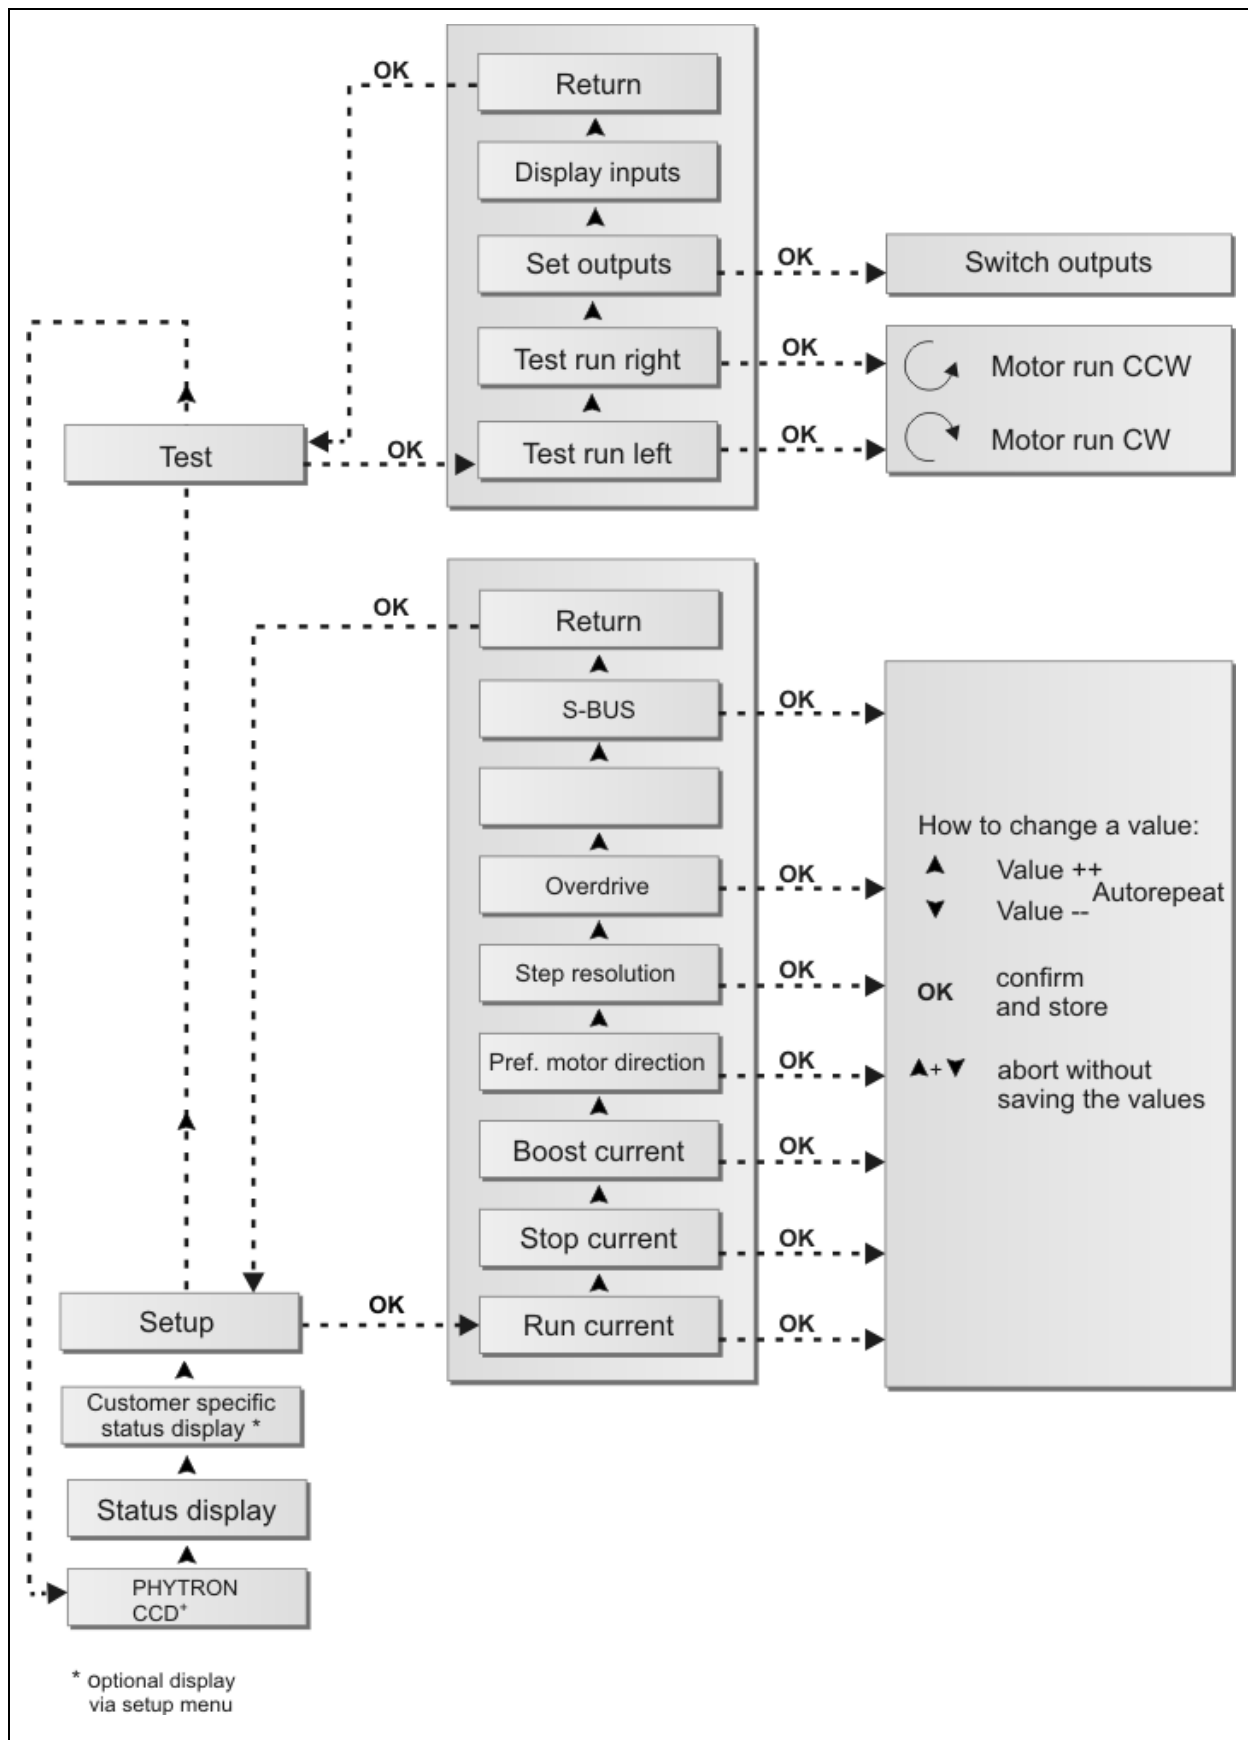 OK
Return
Display inputs
Set outputs
OK
Switch outputs
Test run right
OK
Motor run CCW
Test
OK
Test run left
OK
Motor run CW
OK
Return
S-BUS
OK
Overdrive
OK
Step resolution
OK
Pref. motor direction
OK
Boost current
OK
Stop current
OK
Run current
OK
How to change a value:
Value ++
Autorepeat
Value --
OK confirm
and store
+ abort without
saving the values
Setup
OK
Customer specific
status display *
Status display
PHYTRON
CCD⁺
* Optional display
via setup menu